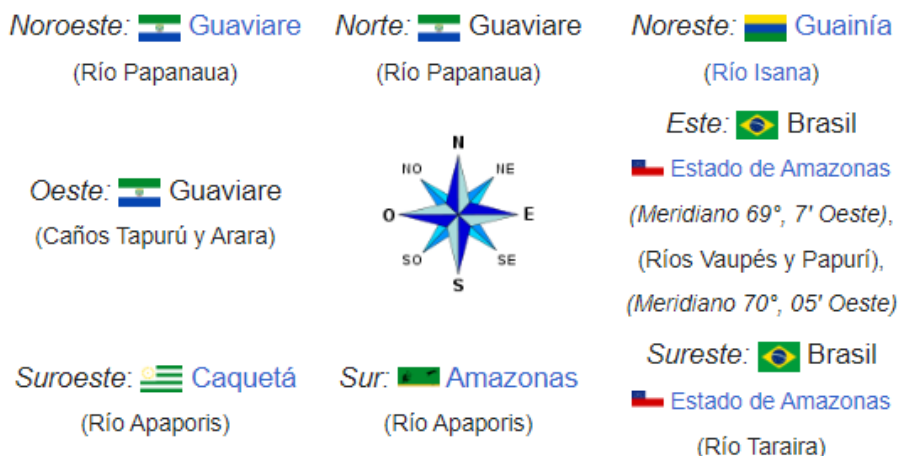 Noroeste: Guaviare
(Río Papanaua)
Norte: Guaviare
(Río Papanaua)
Noreste: Guainía
(Río Isana)
Oeste: Guaviare
(Caños Tapurú y Arara)
N
NO
NE
O
E
SO
SE
S
Este: Brasil
Estado de Amazonas
(Meridiano 69°, 7' Oeste),
(Ríos Vaupés y Papurí),
(Meridiano 70°, 05' Oeste)
Suroeste: Caquetá
(Río Apaporis)
Sur: Amazonas
(Río Apaporis)
Sureste: Brasil
Estado de Amazonas
(Río Taraira)